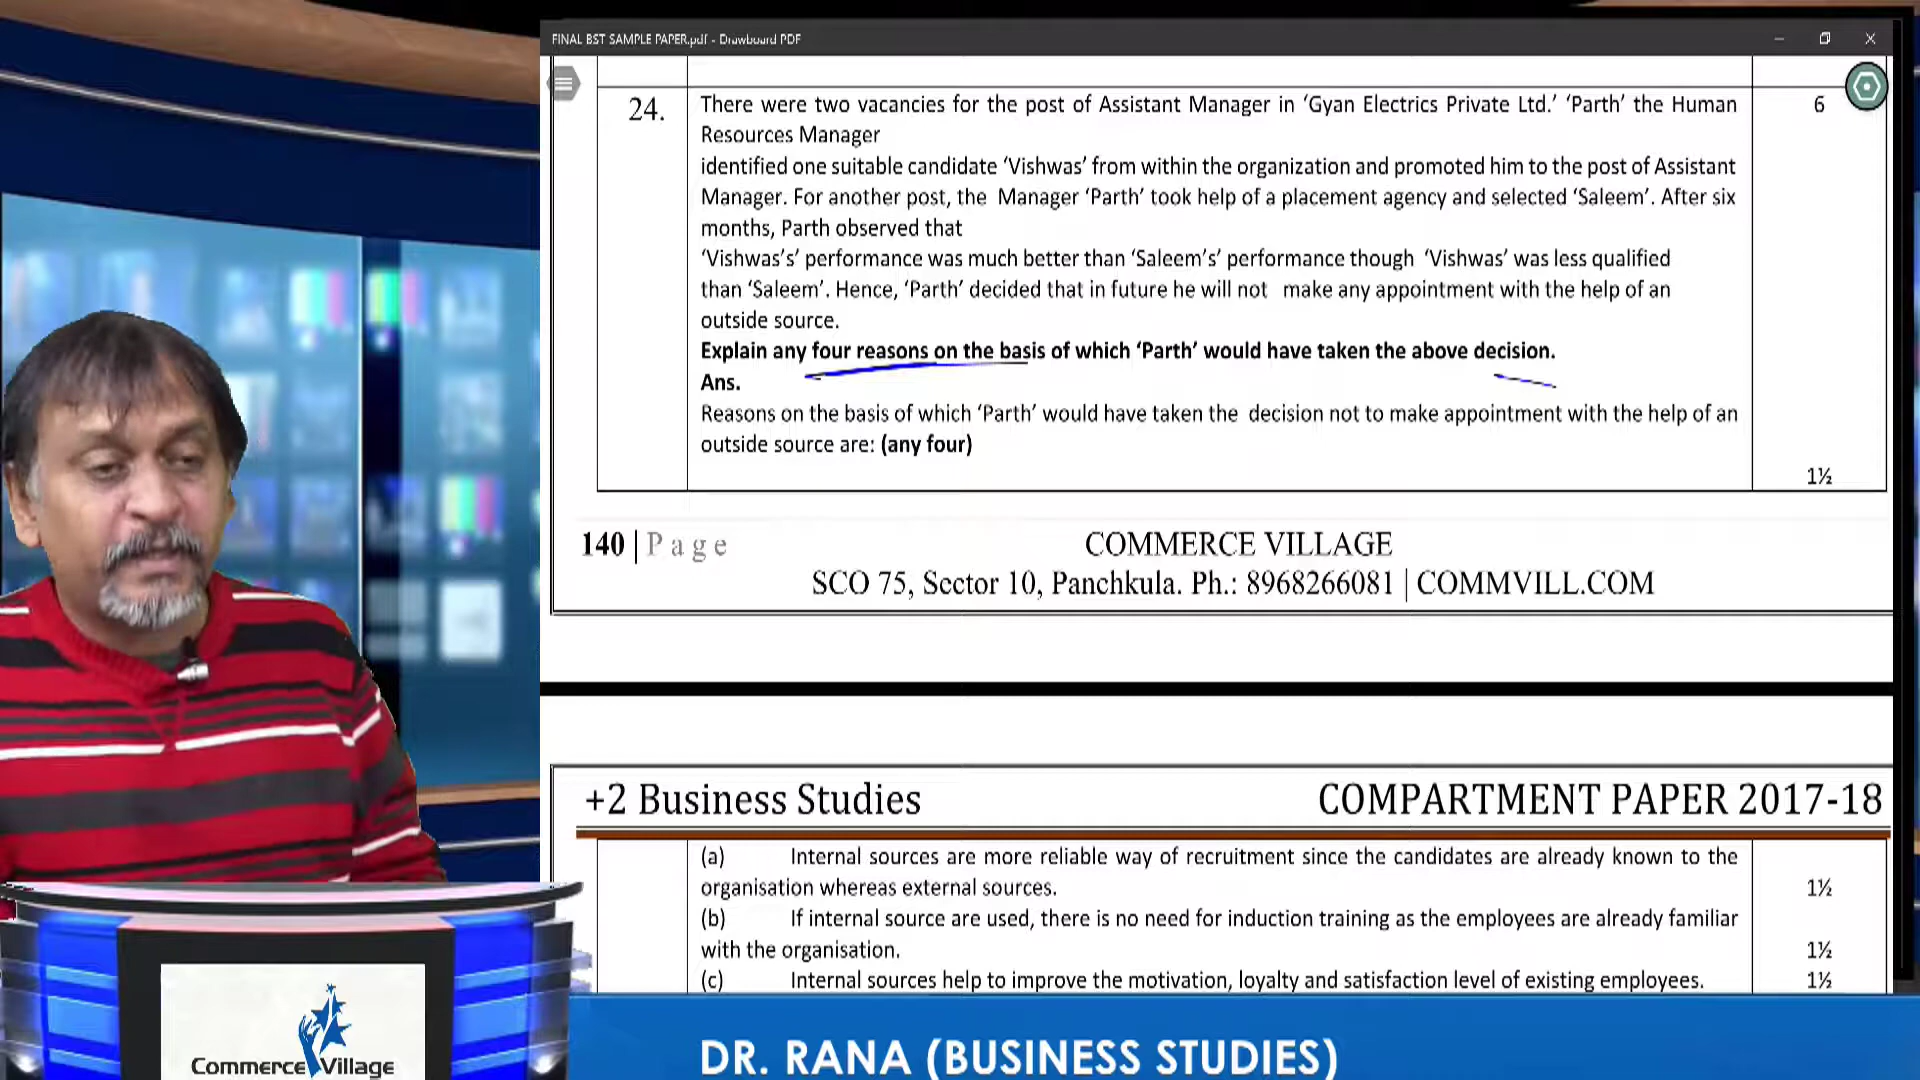 FINAL BST SAMPLE PAPER.pdf - Drawboard PDF
24.
There were two vacancies for the post of Assistant Manager in ‘Gyan Electrics Private Ltd.’ ‘Parth’ the Human
6
Resources Manager
identified one suitable candidate ‘Vishwas’ from within the organization and promoted him to the post of Assistant
Manager. For another post, the Manager ‘Parth’ took help of a placement agency and selected ‘Saleem’. After six
months, Parth observed that
‘Vishwas’s’ performance was much better than ‘Saleem’s’ performance though ‘Vishwas’ was less qualified
than ‘Saleem’. Hence, ‘Parth’ decided that in future he will not make any appointment with the help of an
outside source.
Explain any four reasons on the basis of which ‘Parth’ would have taken the above decision.
Ans.
Reasons on the basis of which ‘Parth’ would have taken the decision not to make appointment with the help of an
outside source are: (any four)
1½
140 | Page
COMMERCE VILLAGE
SCO 75, Sector 10, Panchkula. Ph.: 8968266081 | COMMVILL.COM
+2 Business Studies
COMPARTMENT PAPER 2017-18
(a) Internal sources are more reliable way of recruitment since the candidates are already known to the
organisation whereas external sources.
1½
(b) If internal source are used, there is no need for induction training as the employees are already familiar
with the organisation.
1½
(c) Internal sources help to improve the motivation, loyalty and satisfaction level of existing employees.
1½
Commerce Village
DR. RANA (BUSINESS STUDIES)